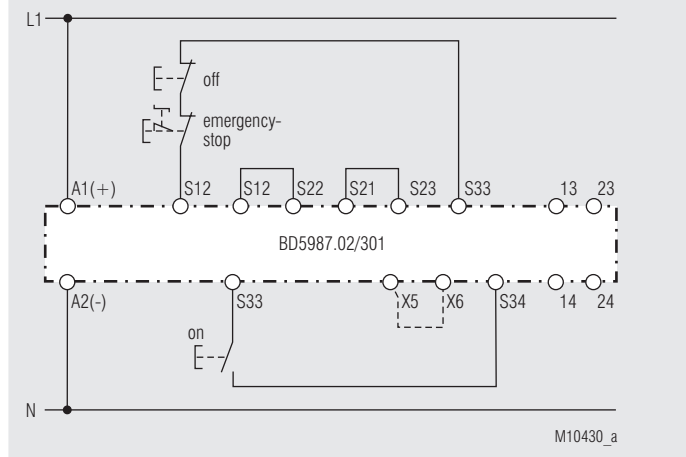 L1
off
emergency-
stop
A1(+) S12 S12 S22 S21 S23 S33 13 23
BD5987.02/301
A2(-) S33 X5 X6 S34 14 24
on
N
M10430_a